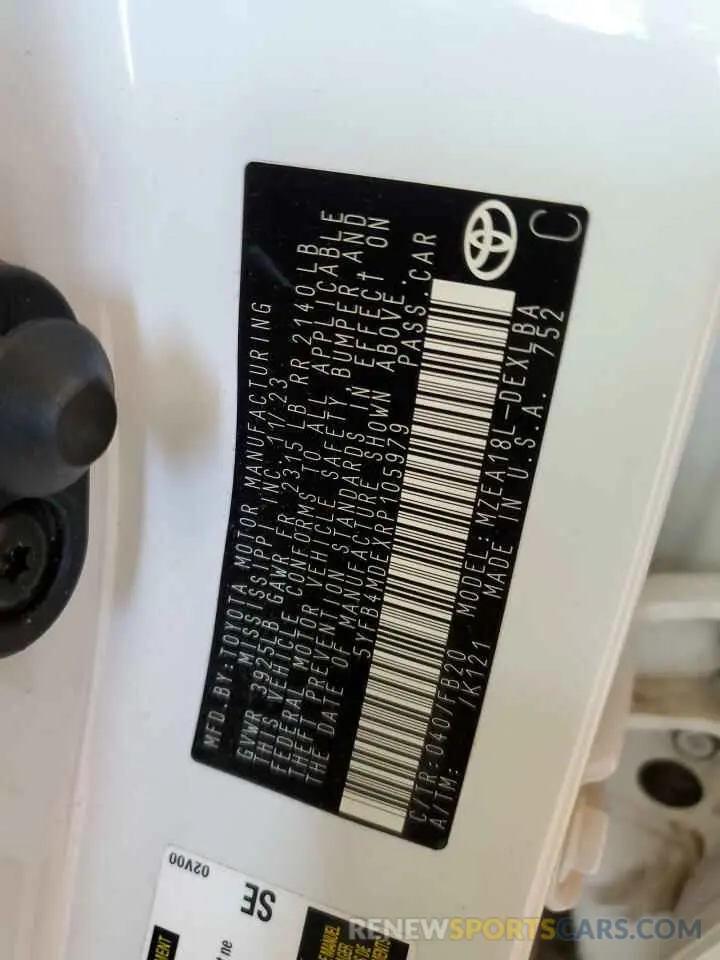 MFD.BY:TOYOTA MOTOR MANUFACTURING
MISSISSIPPI INC. 11/23
GVWR 3925LB GAWR FR 2315 LB RR 2140LB
THIS VEHICLE CONFORMS TO ALL APPLICABLE
FEDERAL MOTOR VEHICLE SAFETY BUMPER AND
THEFT PREVENTION STANDARDS IN EFFECT ON
THE DATE OF MANUFACTURE SHOWN ABOVE.
5YFB4MDEXRP105979 PASS.CAR
C/TR:040/FB20 MODEL:MZEA18L-DEXLBA
A/TM: /K121 MADE IN U.S.A. 752
C
02V00
SE
RENEWSPORTSCARS.COM